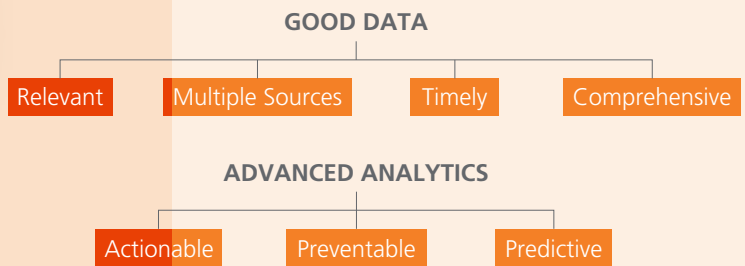 GOOD DATA
Relevant Multiple Sources Timely Comprehensive
ADVANCED ANALYTICS
Actionable Preventable Predictive